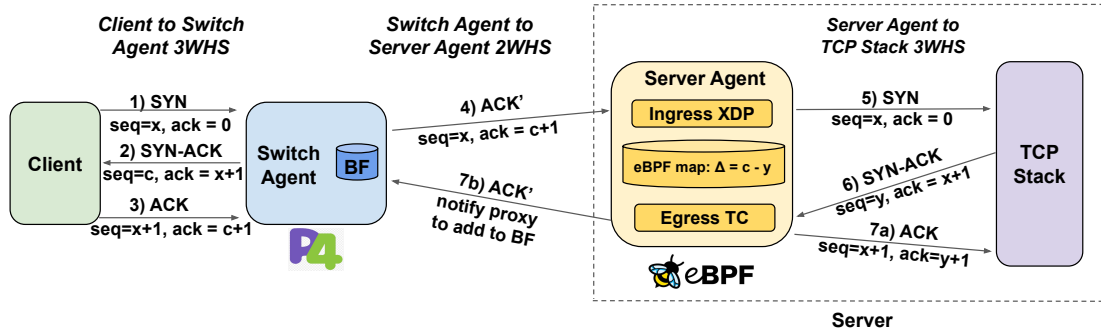 Client to Switch
Agent 3WHS
Switch Agent to
Server Agent 2WHS
Server Agent to
TCP Stack 3WHS
Client
1) SYN
seq=x, ack = 0
2) SYN-ACK
seq=c, ack = x+1
3) ACK
seq=x+1, ack = c+1
Switch
Agent
BF
P4
4) ACK'
seq=x, ack = c+1
7b) ACK'
notify proxy
to add to BF
Server Agent
Ingress XDP
eBPF map: Δ = c - y
Egress TC
eBPF
5) SYN
seq=x, ack = 0
6) SYN-ACK
seq=y, ack = x+1
7a) ACK
seq=x+1, ack=y+1
TCP
Stack
Server